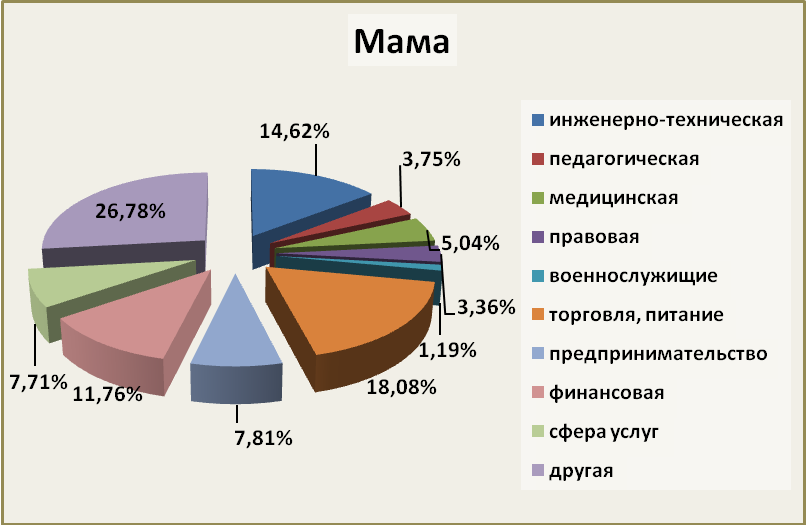 Мама
14,62%
3,75%
5,04%
3,36%
1,19%
18,08%
7,81%
11,76%
7,71%
26,78%
инженерно-техническая
педагогическая
медицинская
правовая
военнослужищие
торговля, питание
предпринимательство
финансовая
сфера услуг
другая